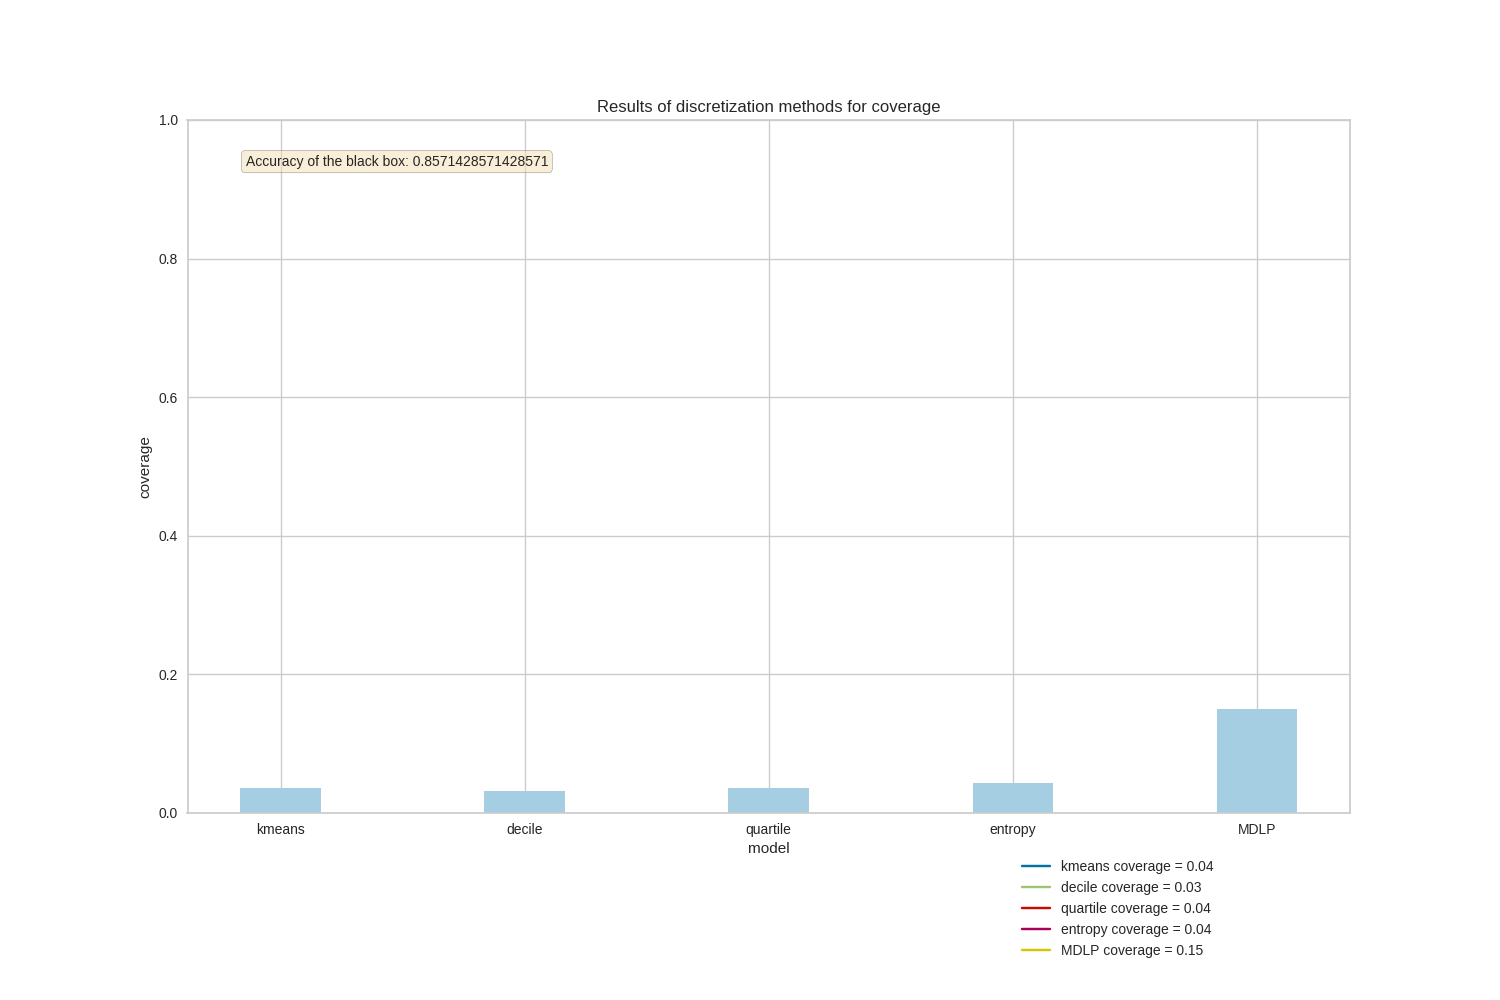 Results of discretization methods for coverage
1.0
Accuracy of the black box: 0.8571428571428571
0.8
0.6
coverage
0.4
0.2
0.0
kmeans decile quartile entropy MDLP
model
kmeans coverage = 0.04
decile coverage = 0.03
quartile coverage = 0.04
entropy coverage = 0.04
MDLP coverage = 0.15